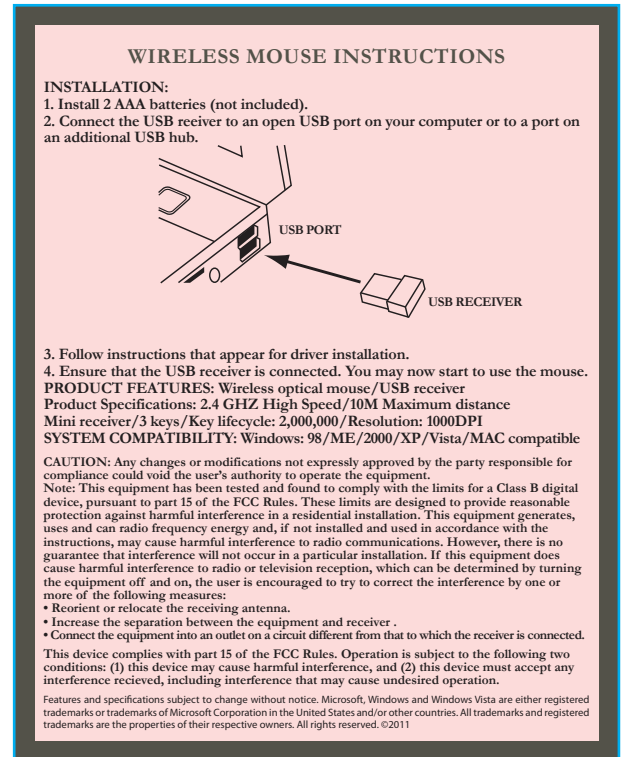 WIRELESS MOUSE INSTRUCTIONS
INSTALLATION:
1. Install 2 AAA batteries (not included).
2. Connect the USB reeiver to an open USB port on your computer or to a port on
an additional USB hub.
USB PORT
USB RECEIVER
3. Follow instructions that appear for driver installation.
4. Ensure that the USB receiver is connected. You may now start to use the mouse.
PRODUCT FEATURES: Wireless optical mouse/USB receiver
Product Specifications: 2.4 GHZ High Speed/10M Maximum distance
Mini receiver/3 keys/Key lifecycle: 2,000,000/Resolution: 1000DPI
SYSTEM COMPATIBILITY: Windows: 98/ME/2000/XP/Vista/MAC compatible
CAUTION: Any changes or modifications not expressly approved by the party responsible for
compliance could void the user's authority to operate the equipment.
Note: This equipment has been tested and found to comply with the limits for a Class B digital
device, pursuant to part 15 of the FCC Rules. These limits are designed to provide reasonable
protection against harmful interference in a residential installation. This equipment generates,
uses and can radio frequency energy and, if not installed and used in accordance with the
instructions, may cause harmful interference to radio communications. However, there is no
guarantee that interference will not occur in a particular installation. If this equipment does
cause harmful interference to radio or television reception, which can be determined by turning
the equipment off and on, the user is encouraged to try to correct the interference by one or
more of the following measures:
• Reorient or relocate the receiving antenna.
• Increase the separation between the equipment and receiver .
• Connect the equipment into an outlet on a circuit different from that to which the receiver is connected.
This device complies with part 15 of the FCC Rules. Operation is subject to the following two
conditions: (1) this device may cause harmful interference, and (2) this device must accept any
interference recieved, including interference that may cause undesired operation.
Features and specifications subject to change without notice. Microsoft, Windows and Windows Vista are either registered
trademarks or trademarks of Microsoft Corporation in the United States and/or other countries. All trademarks and registered
trademarks are the properties of their respective owners. All rights reserved. ©2011